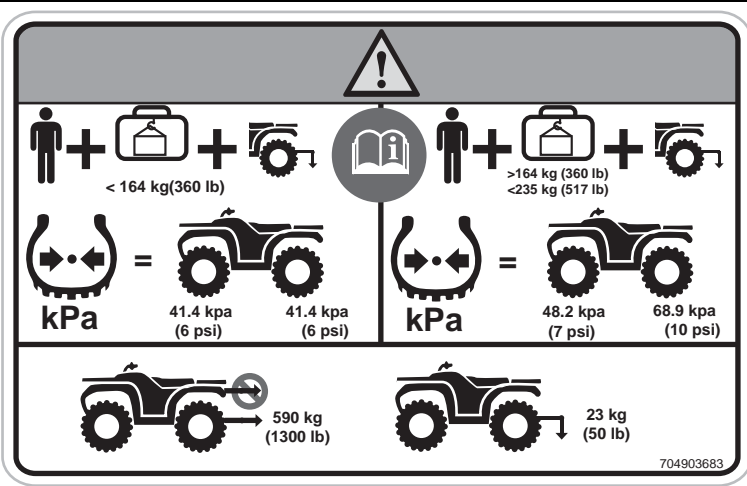 !
i
< 164 kg(360 lb)
>164 kg (360 lb)
<235 kg (517 lb)
kPa
=
41.4 kpa
(6 psi)
41.4 kpa
(6 psi)
kPa
=
48.2 kpa
(7 psi)
68.9 kpa
(10 psi)
590 kg
(1300 lb)
23 kg
(50 lb)
704903683